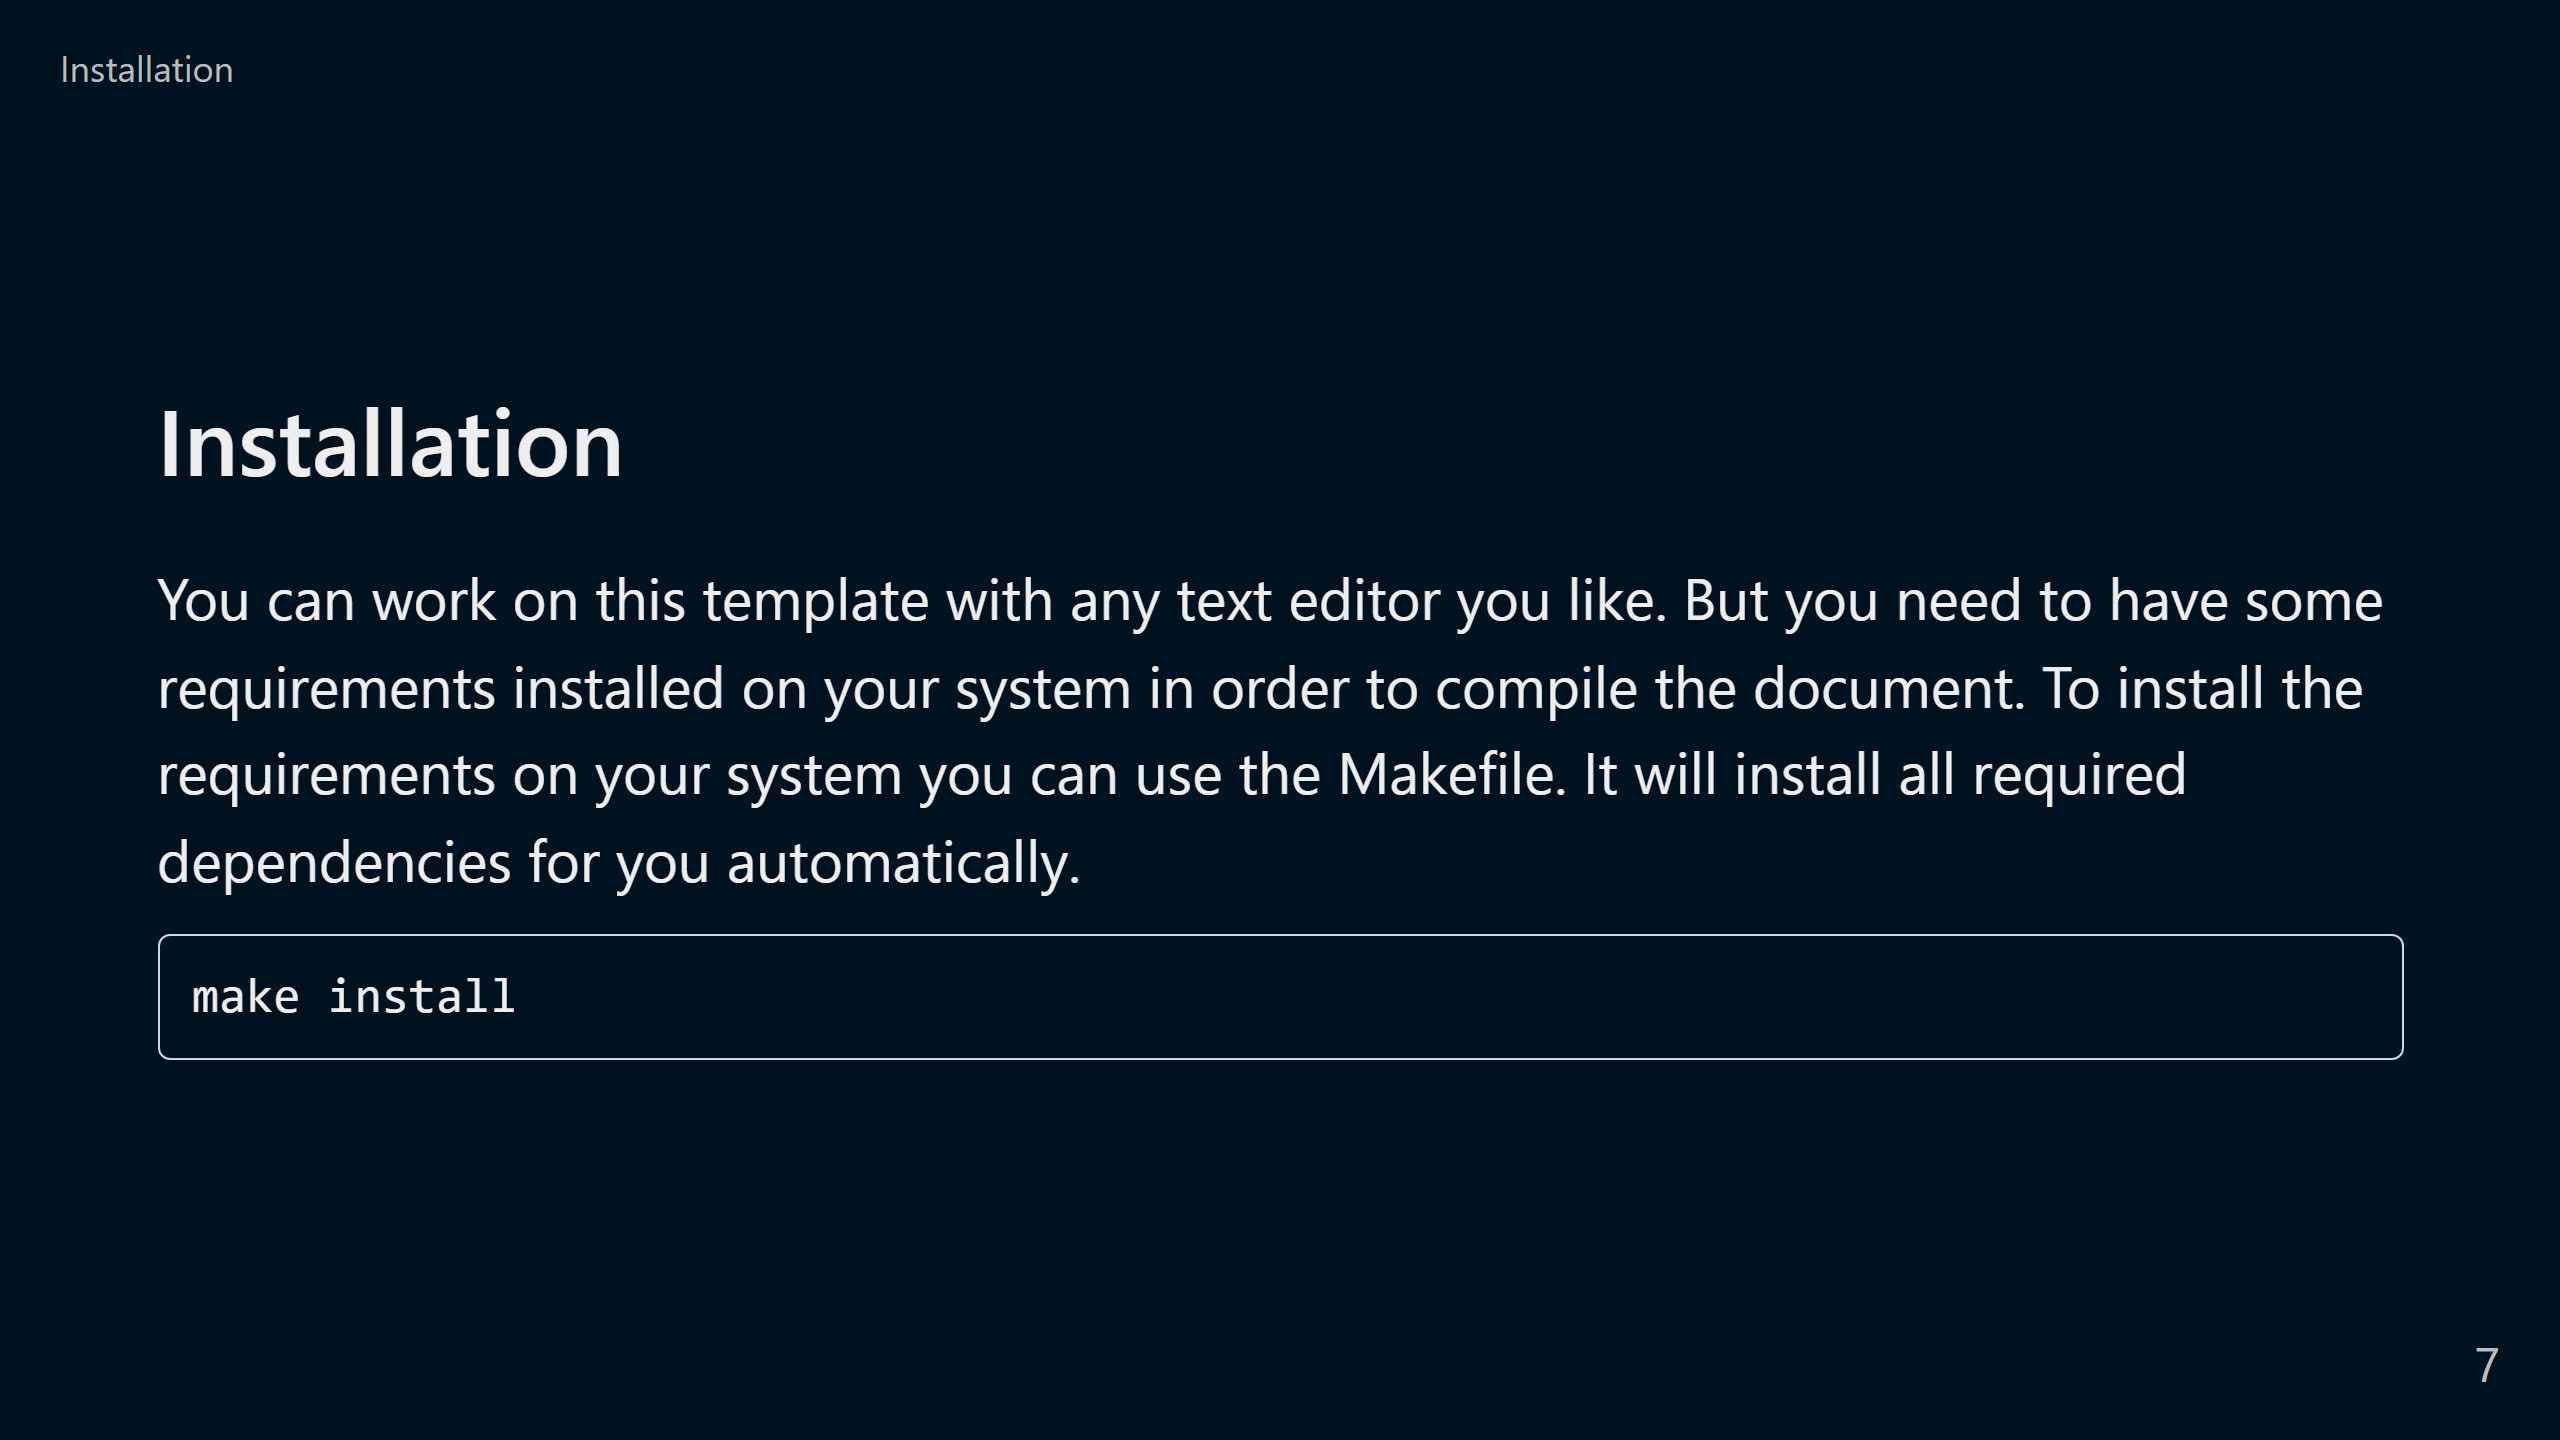 Installation
Installation
You can work on this template with any text editor you like. But you need to have some
requirements installed on your system in order to compile the document. To install the
requirements on your system you can use the Makefile. It will install all required
dependencies for you automatically.
make install
7